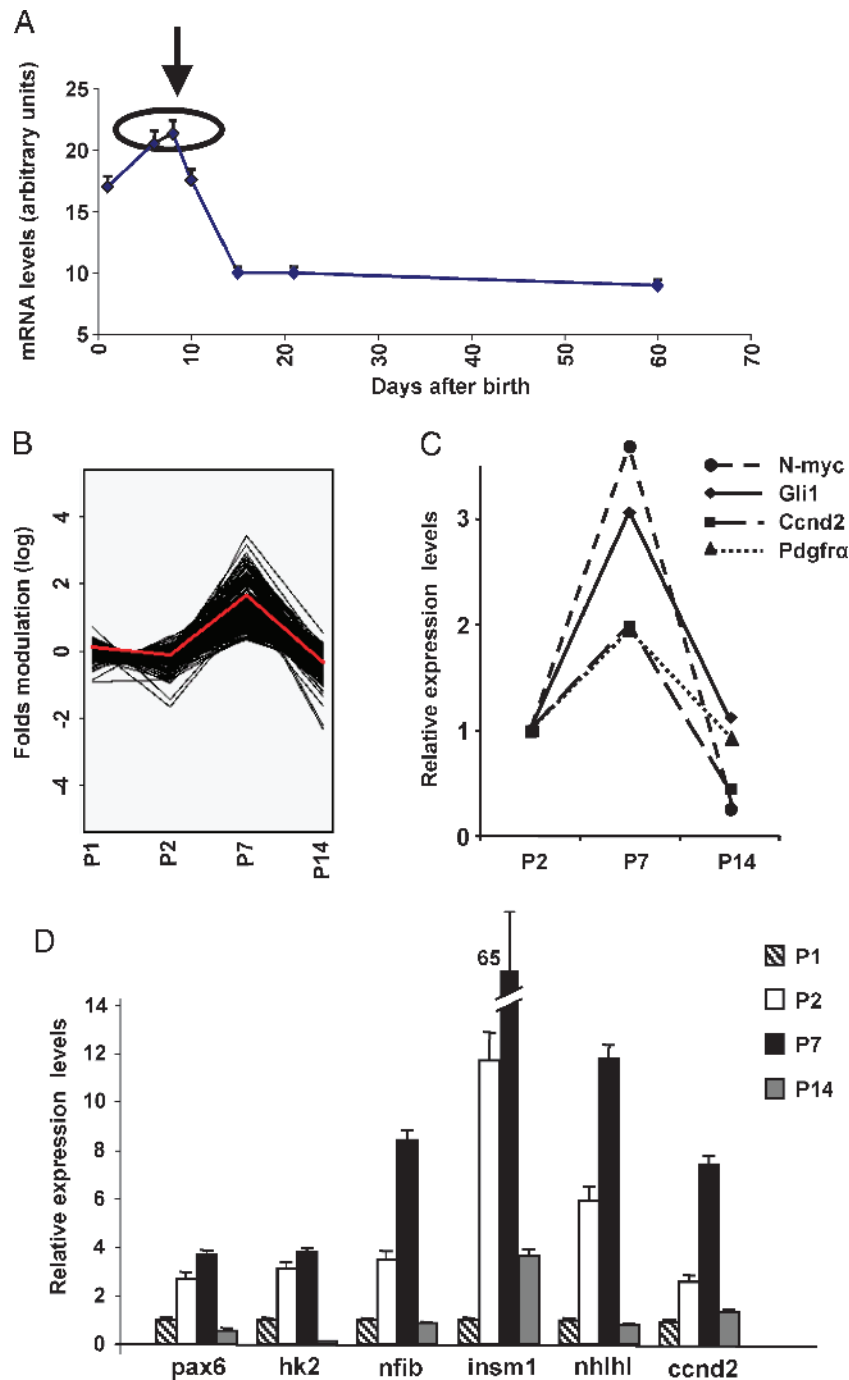 A
mRNA levels (arbitrary units)
25
20
15
10
5
0
10
20
30
40
50
60
70
Days after birth
B
Folds modulation (log)
4
2
0
-2
-4
P1
P2
P7
P14
C
Relative expression levels
3
2
1
0
P2
P7
P14
N-myc
Gli1
Ccnd2
Pdgfrα
D
Relative expression levels
14
12
10
8
6
4
2
0
65
P1
P2
P7
P14
pax6
hk2
nfib
insm1
nhlhl
ccnd2